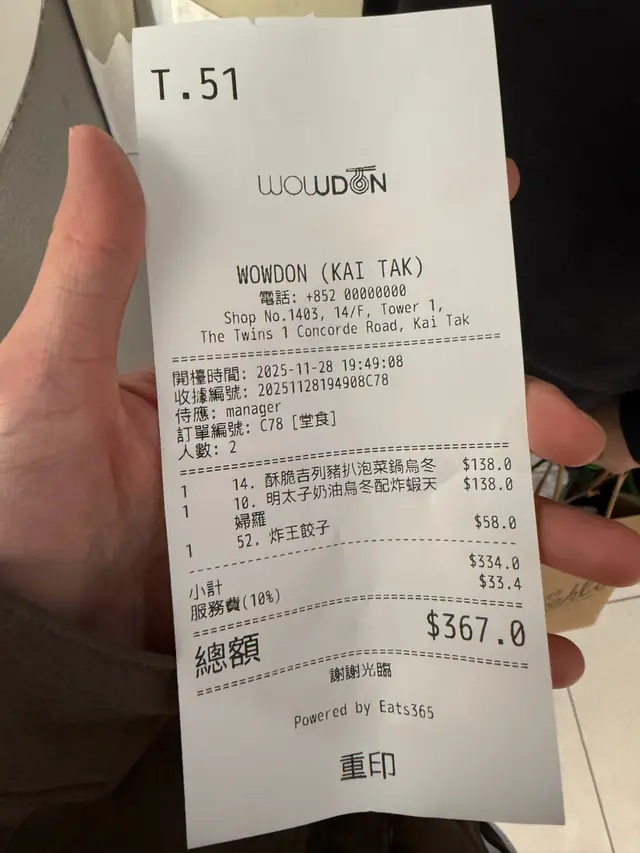 T.51
WOWDON
WOWDON (KAI TAK)
電話: +852 00000000
Shop No.1403, 14/F, Tower 1,
The Twins 1 Concorde Road, Kai Tak
開檯時間: 2025-11-28 19:49:08
收據編號: 20251128194908C78
侍應: manager
訂單編號: C78 [堂食]
人數: 2
1 14. 酥脆吉列豬扒泡菜鍋烏冬 $138.0
1 10. 明太子奶油烏冬配炸蝦天 $138.0
婦羅
1 52. 炸王餃子 $58.0
小計 $334.0
服務費(10%) $33.4
總額 $367.0
謝謝光臨
Powered by Eats365
重印